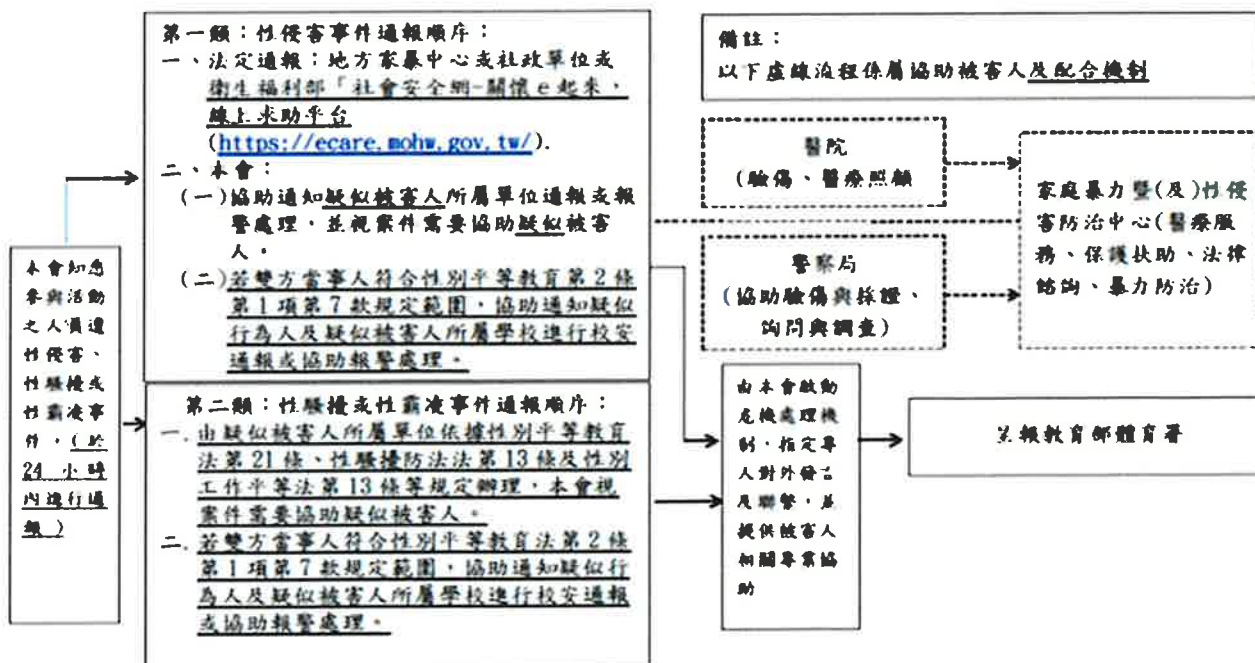 本會知悉
參與活動
之人員遭
性侵害、
性騷擾或
性霸凌事
件，(於
24 小時
內進行通
報)
第一類：性侵害事件通報順序：
一、法定通報：地方家暴中心或社政單位或
衛生福利部「社會安全網-關懷 e 起來，
線上求助平台
(https://ecare.mohw.gov.tw/).
二、本會：
(一)協助通知疑似被害人所屬單位通報或報
警處理，並視案件需要協助疑似被害
人。
(二)若雙方當事人符合性別平等教育第 2 條
第 1 項第 7 款規定範圍，協助通知疑似
行為人及疑似被害人所屬學校進行校安
通報或協助報警處理。
第二類：性騷擾或性霸凌事件通報順序：
一. 由疑似被害人所屬單位依據性別平等教育
法第 21 條、性騷擾防法法第 13 條及性別
工作平等法第 13 條等規定辦理，本會視
案件需要協助疑似被害人。
二. 若雙方當事人符合性別平等教育法第 2 條
第 1 項第 7 款規定範圍，協助通知疑似行
為人及疑似被害人所屬學校進行校安通報
或協助報警處理。
備註：
以下虛線流程係屬協助被害人及配合機制
醫院
(驗傷、醫療照顧
警察局
(協助驗傷與採證、
詢問與調查)
家庭暴力暨(及)性侵
害防治中心(醫療服
務、保護扶助、法律
諮詢、暴力防治)
由本會啟動
危機處理機
制，指定專
人對外發言
及聯繫，並
提供被害人
相關專業協
助
呈報教育部體育署